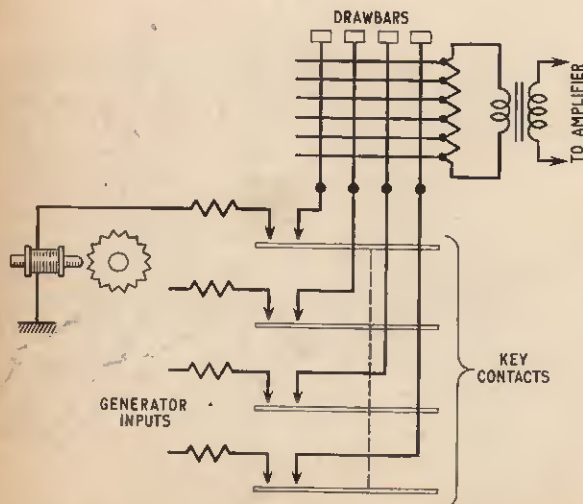 DRAWBARS
TO AMPLIFIER
GENERATOR
INPUTS
KEY
CONTACTS